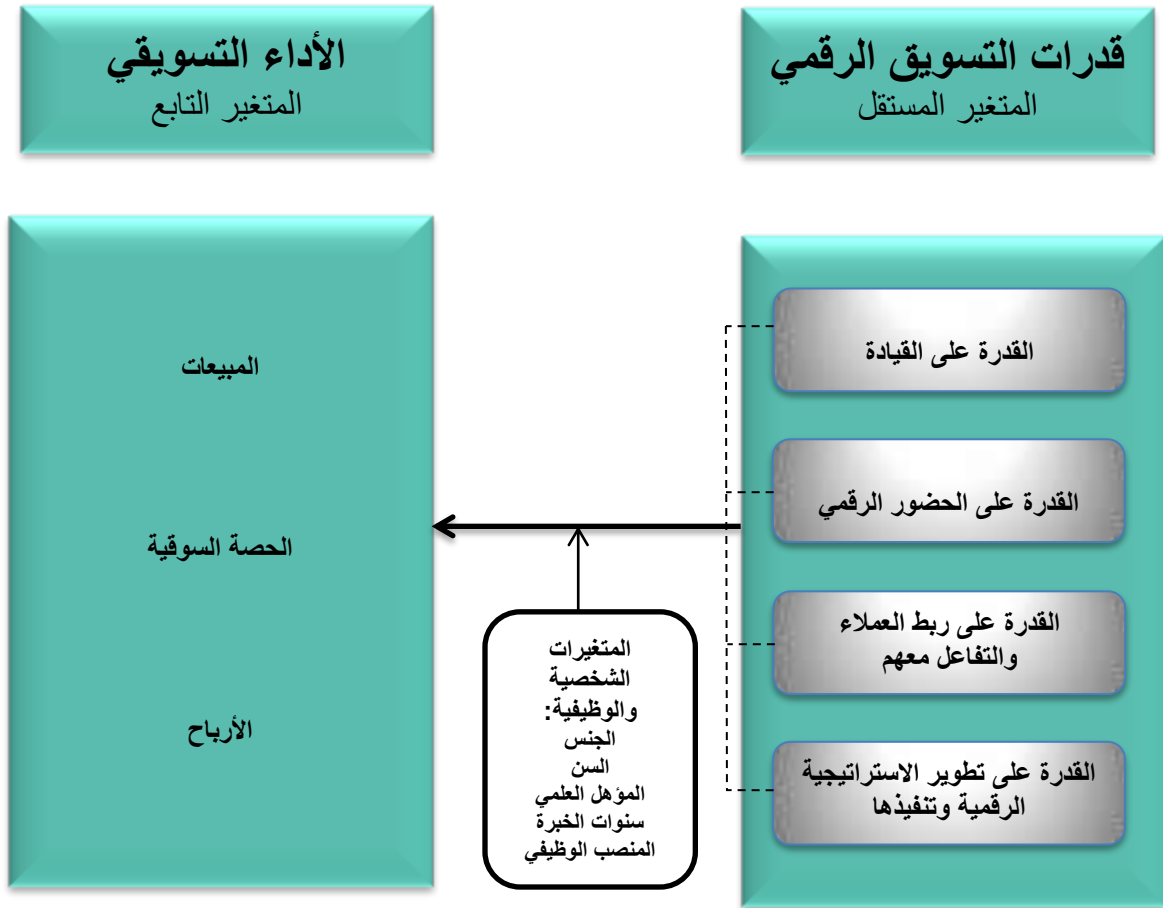 قدرات التسويق الرقمي
المتغير المستقل
الأداء التسويقي
المتغير التابع
القدرة على القيادة
القدرة على الحضور الرقمي
القدرة على ربط العملاء
والتفاعل معهم
القدرة على تطوير الاستراتيجية
الرقمية وتنفيذها
المتغيرات
الشخصية
والوظيفية:
الجنس
السن
المؤهل العلمي
سنوات الخبرة
المنصب الوظيفي
المبيعات
الحصة السوقية
الأرباح